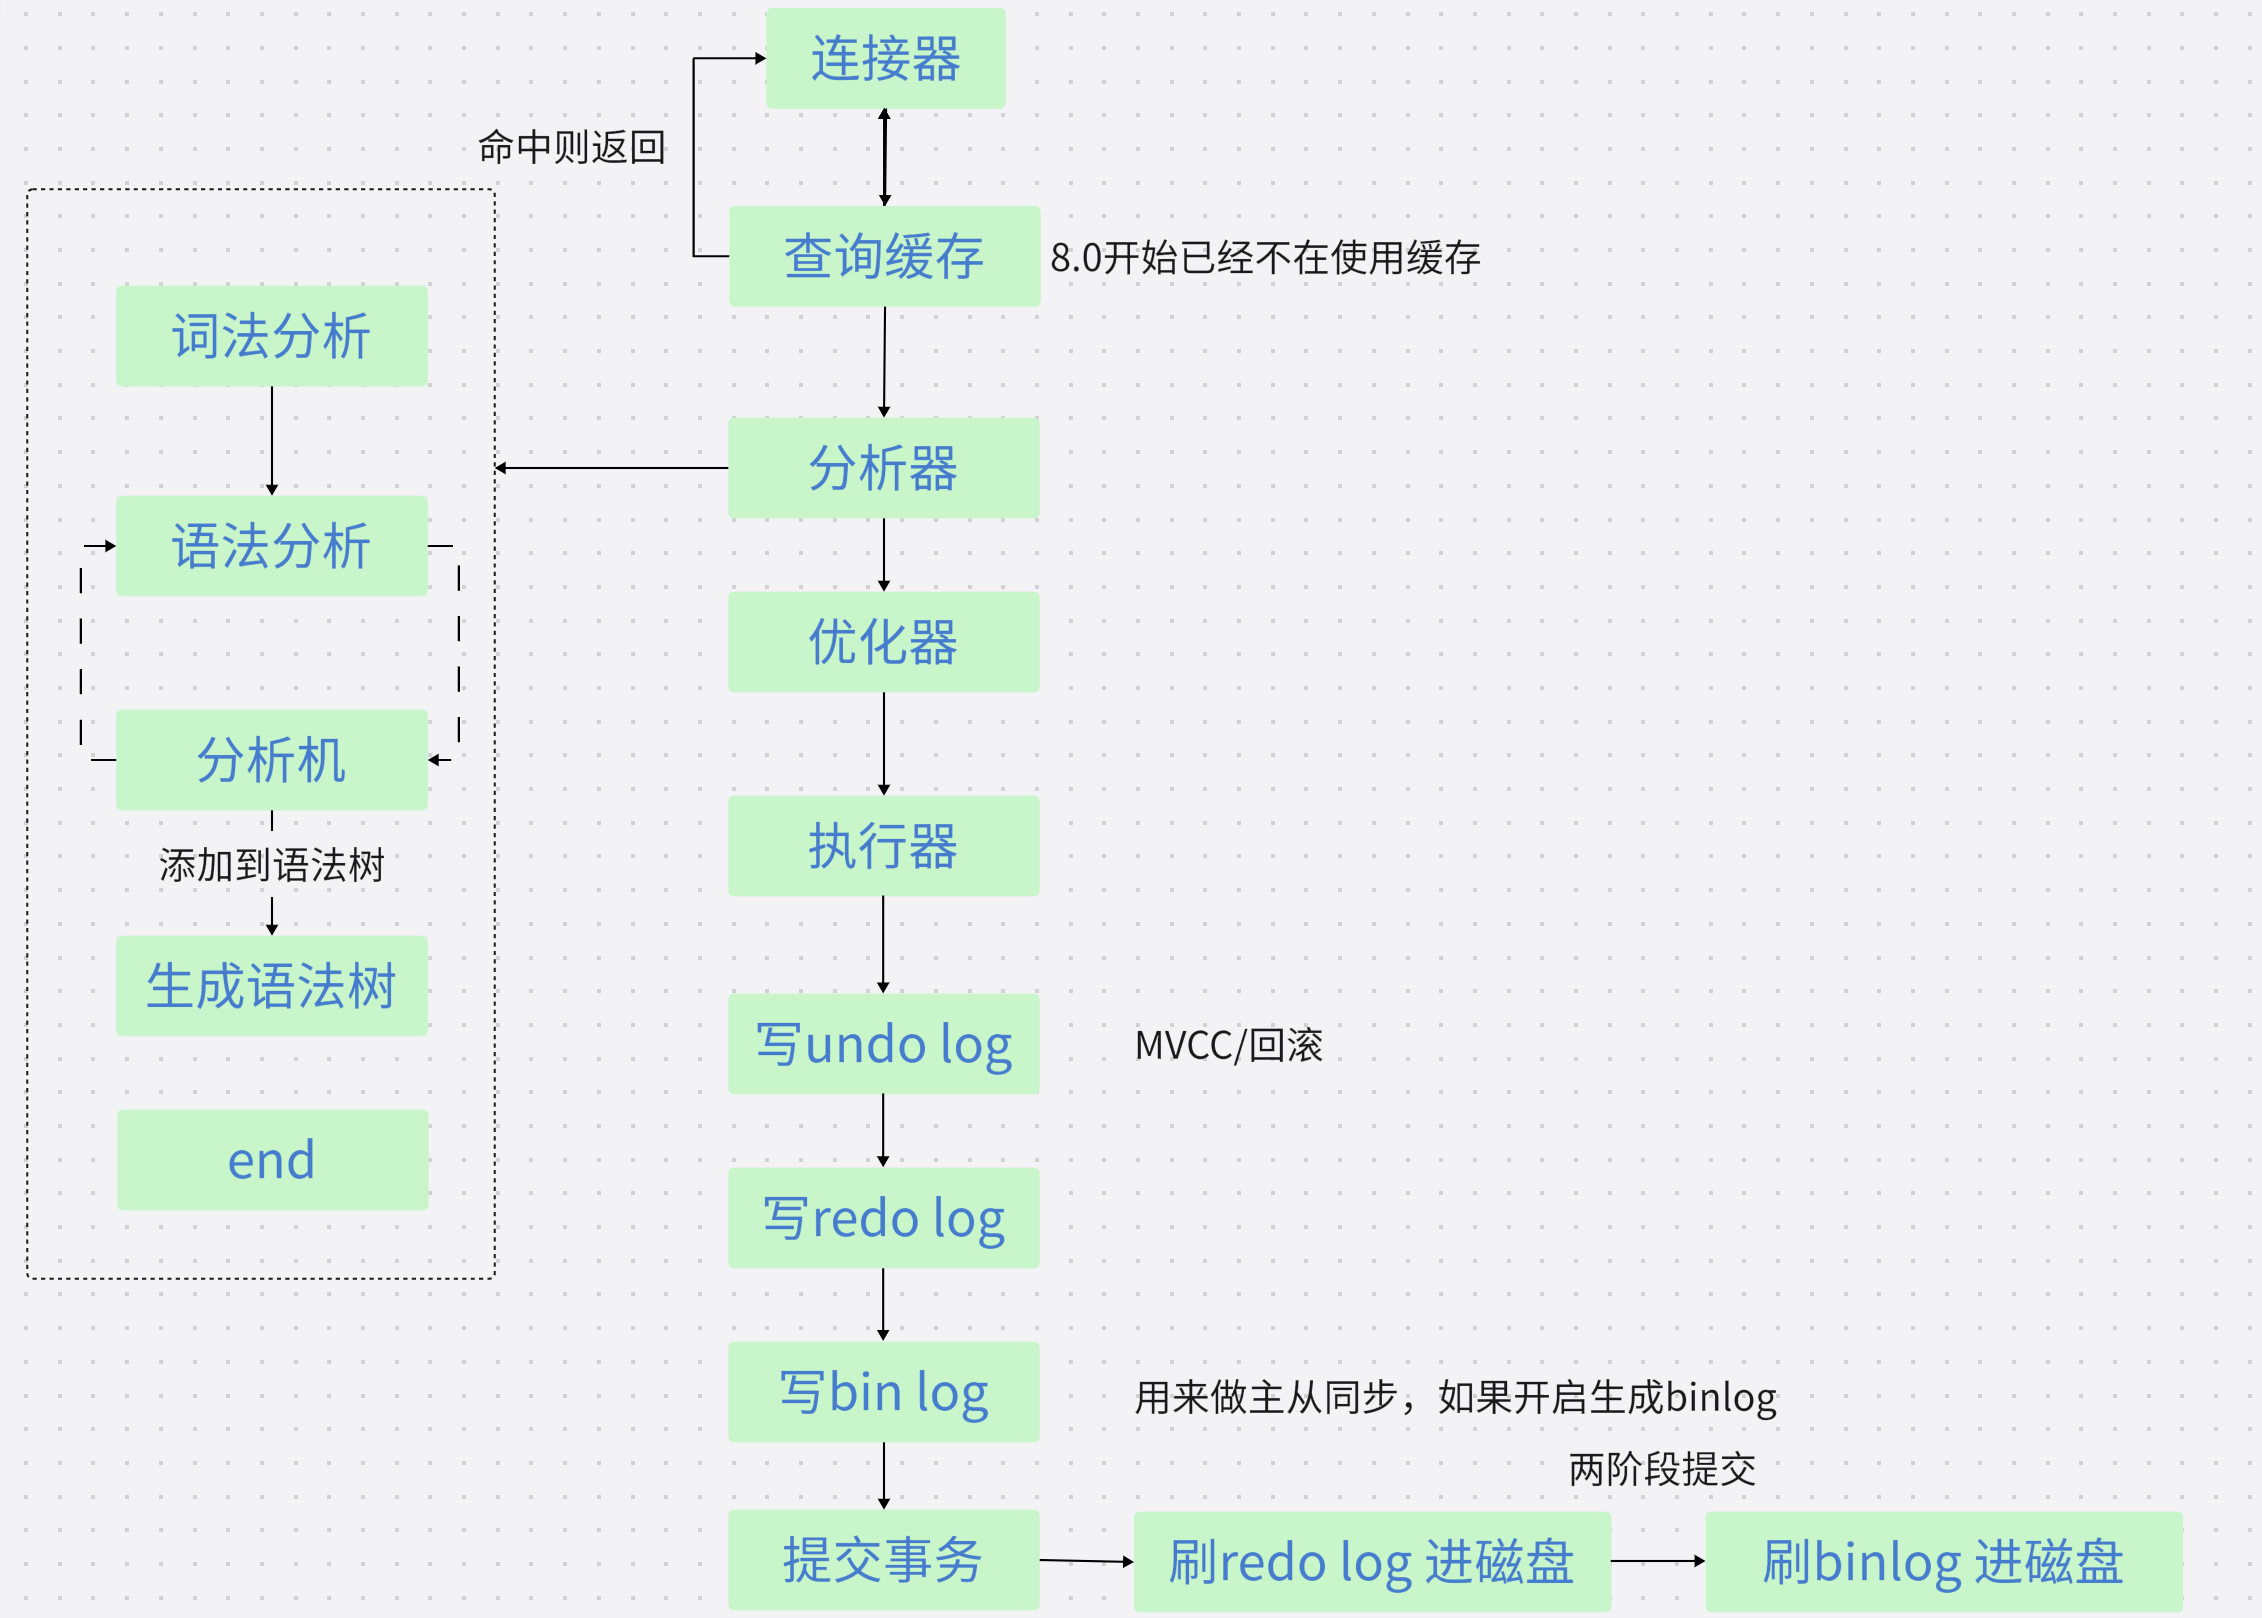 连接器
命中则返回
查询缓存
8.0开始已经不在使用缓存
词法分析
分析器
语法分析
优化器
分析机
执行器
添加到语法树
生成语法树
写undo log
MVCC/回滚
end
写redo log
写bin log
用来做主从同步，如果开启生成binlog
两阶段提交
提交事务
刷redo log 进磁盘
刷binlog 进磁盘